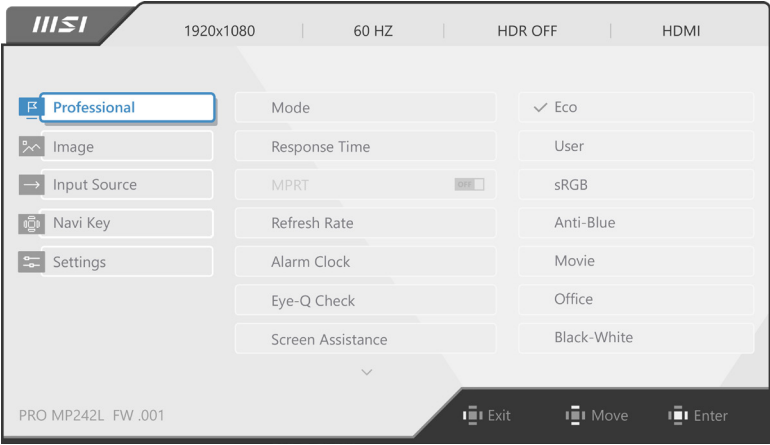 msi 1920x1080 60 HZ HDR OFF HDMI
Professional Mode Eco
Image Response Time User
Input Source MPRT OFF sRGB
Navi Key Refresh Rate Anti-Blue
Settings Alarm Clock Movie
Eye-Q Check Office
Screen Assistance Black-White
PRO MP242L FW .001 Exit Move Enter